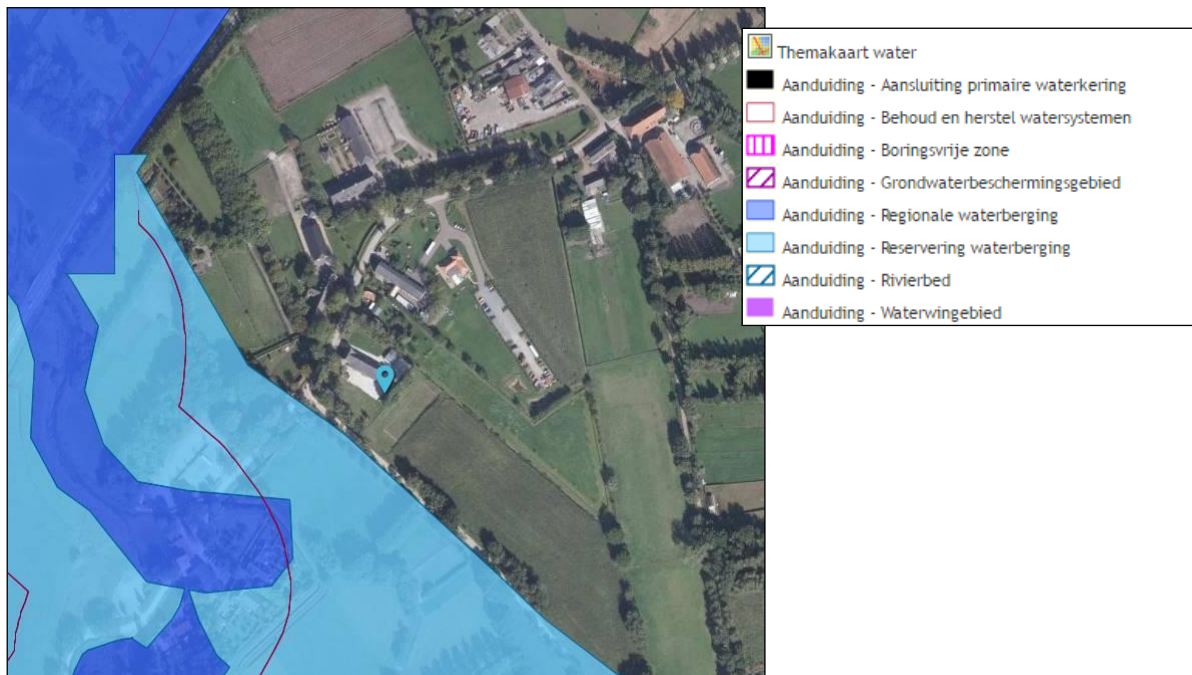 Themakaart water
Aanduiding - Aansluiting primaire waterkering
Aanduiding - Behoud en herstel watersystemen
Aanduiding - Boringsvrije zone
Aanduiding - Grondwaterbeschermingsgebied
Aanduiding - Regionale waterberging
Aanduiding - Reservering waterberging
Aanduiding - Rivierbed
Aanduiding - Waterwingebied